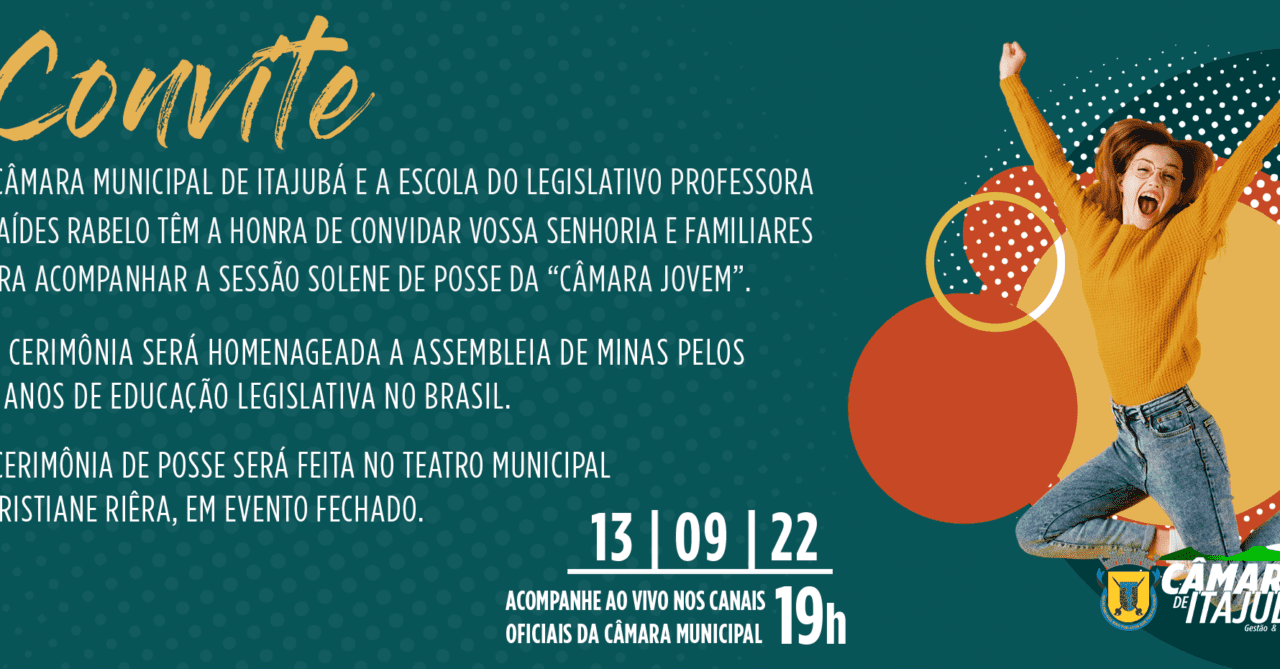 Convite
CÂMARA MUNICIPAL DE ITAJUBÁ E A ESCOLA DO LEGISLATIVO PROFESSORA
AÍDES RABELO TÊM A HONRA DE CONVIDAR VOSSA SENHORIA E FAMILIARES
RA ACOMPANHAR A SESSÃO SOLENE DE POSSE DA “CÂMARA JOVEM”.
CERIMÔNIA SERÁ HOMENAGEADA A ASSEMBLEIA DE MINAS PELOS
ANOS DE EDUCAÇÃO LEGISLATIVA NO BRASIL.
CERIMÔNIA DE POSSE SERÁ FEITA NO TEATRO MUNICIPAL
RISTIANE RIÊRA, EM EVENTO FECHADO.
13 | 09 | 22
ACOMPANHE AO VIVO NOS CANAIS
OFICIAIS DA CÂMARA MUNICIPAL 19h
CÂMAR
DE ITAJU
Gestão &